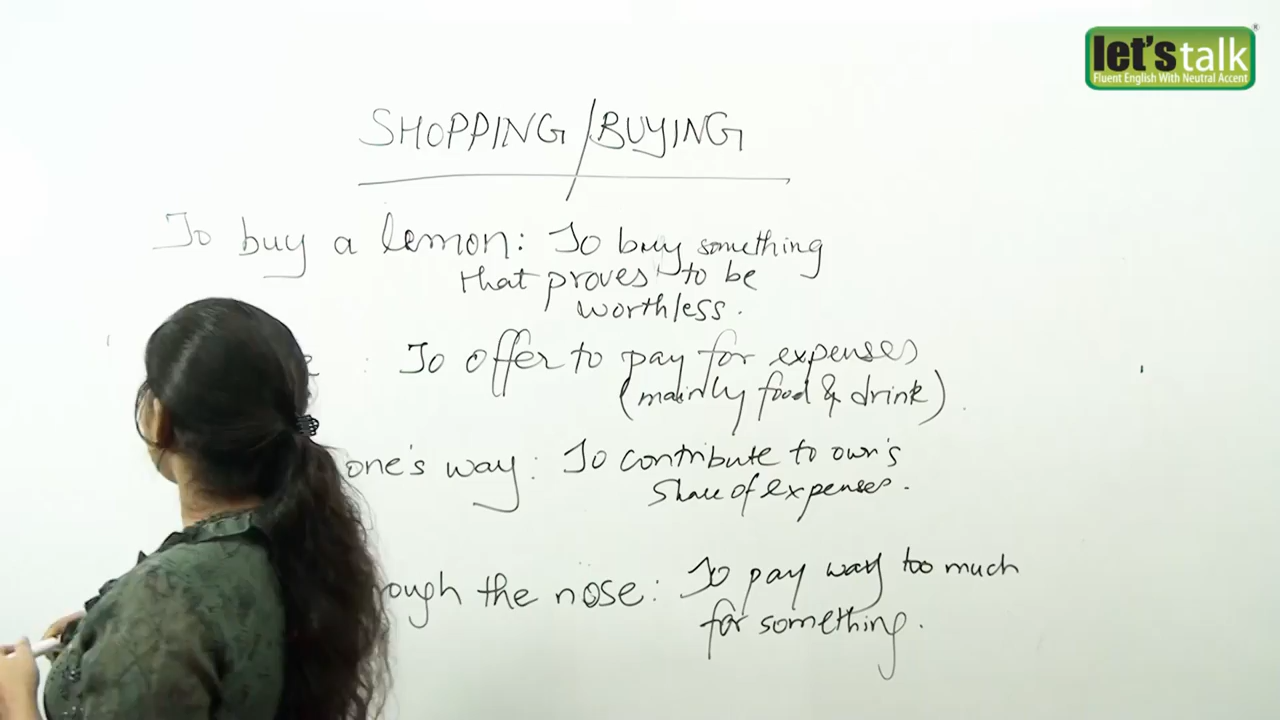 let's talk
Fluent English With Neutral Accent
SHOPPING/BUYING
To buy a lemon: To buy something
that proves to be
worthless.
: To offer to pay for expenses
(mainly food & drink).
one's way: To contribute to own's
Share of expenses.
ough the nose: To pay way too much
for something.